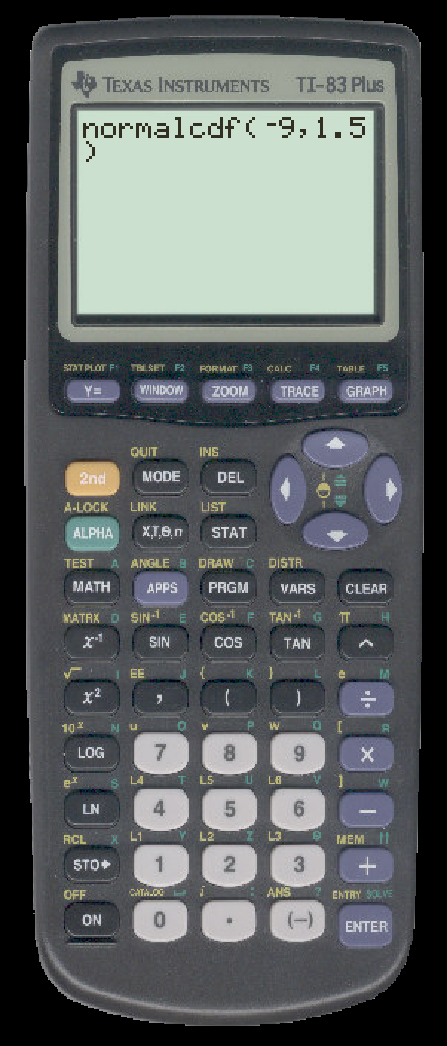 TEXAS INSTRUMENTS TI-83 Plus
normalcdf(-9,1.5
)
STAT PLOT F1 TBLSET F2 FORMAT F3 CALC F4 TABLE F5
Y= WINDOW ZOOM TRACE GRAPH
QUIT INS
2nd MODE DEL
A-LOCK LINK LIST
ALPHA X,T,Θ,n STAT
TEST A ANGLE B DRAW C DISTR
MATH APPS PRGM VARS CLEAR
MATRX D SIN⁻¹ E COS⁻¹ F TAN⁻¹ G π H
x⁻¹ SIN COS TAN ^
√ I EE J { K } L e M
x² , ( ) ÷
10ˣ N u O v P w Q [ R
LOG 7 8 9 ×
eˣ S L4 T L5 U L6 V ] W
LN 4 5 6 −
RCL X L1 Y L2 Z L3 θ MEM "
STO▸ 1 2 3 +
OFF CATALOG i : ANS ? ENTRY SOLVE
ON 0 . (−) ENTER